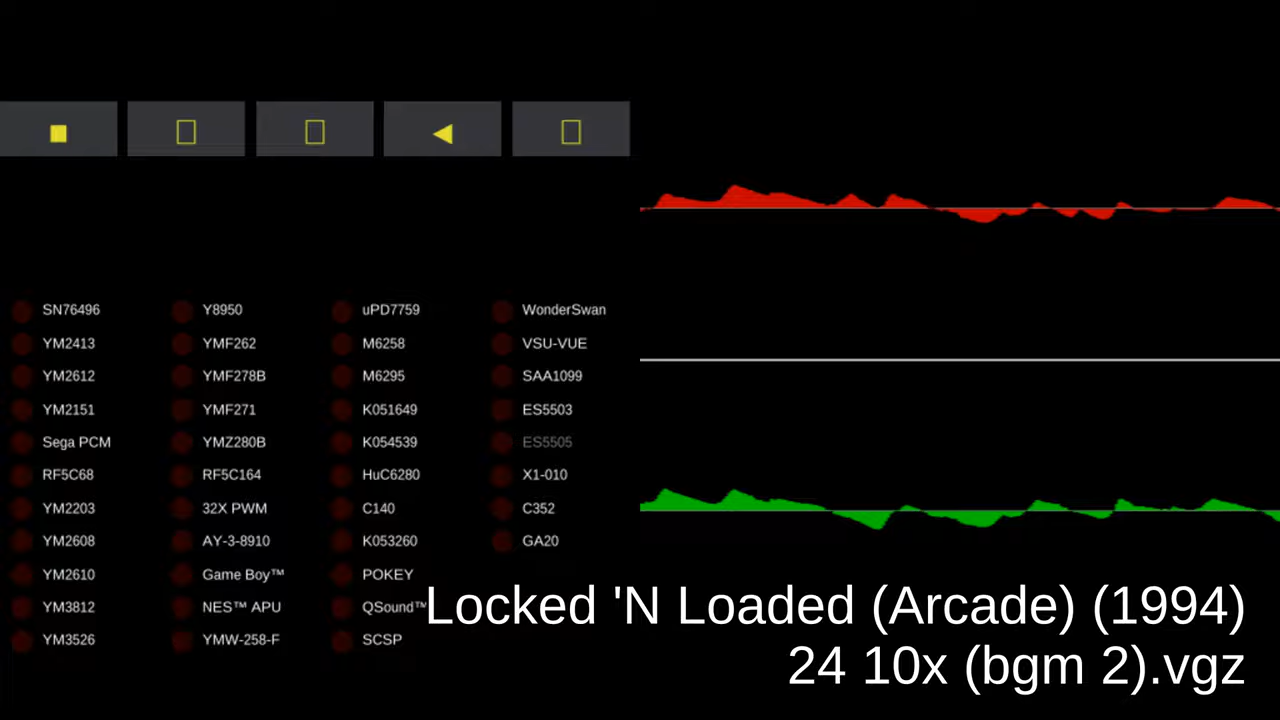 SN76496 Y8950 uPD7759 WonderSwan
YM2413 YMF262 M6258 VSU-VUE
YM2612 YMF278B M6295 SAA1099
YM2151 YMF271 K051649 ES5503
Sega PCM YMZ280B K054539 ES5505
RF5C68 RF5C164 HuC6280 X1-010
YM2203 32X PWM C140 C352
YM2608 AY-3-8910 K053260 GA20
YM2610 Game Boy™ POKEY
YM3812 NES™ APU QSound™
YM3526 YMW-258-F SCSP
Locked 'N Loaded (Arcade) (1994)
24 10x (bgm 2).vgz